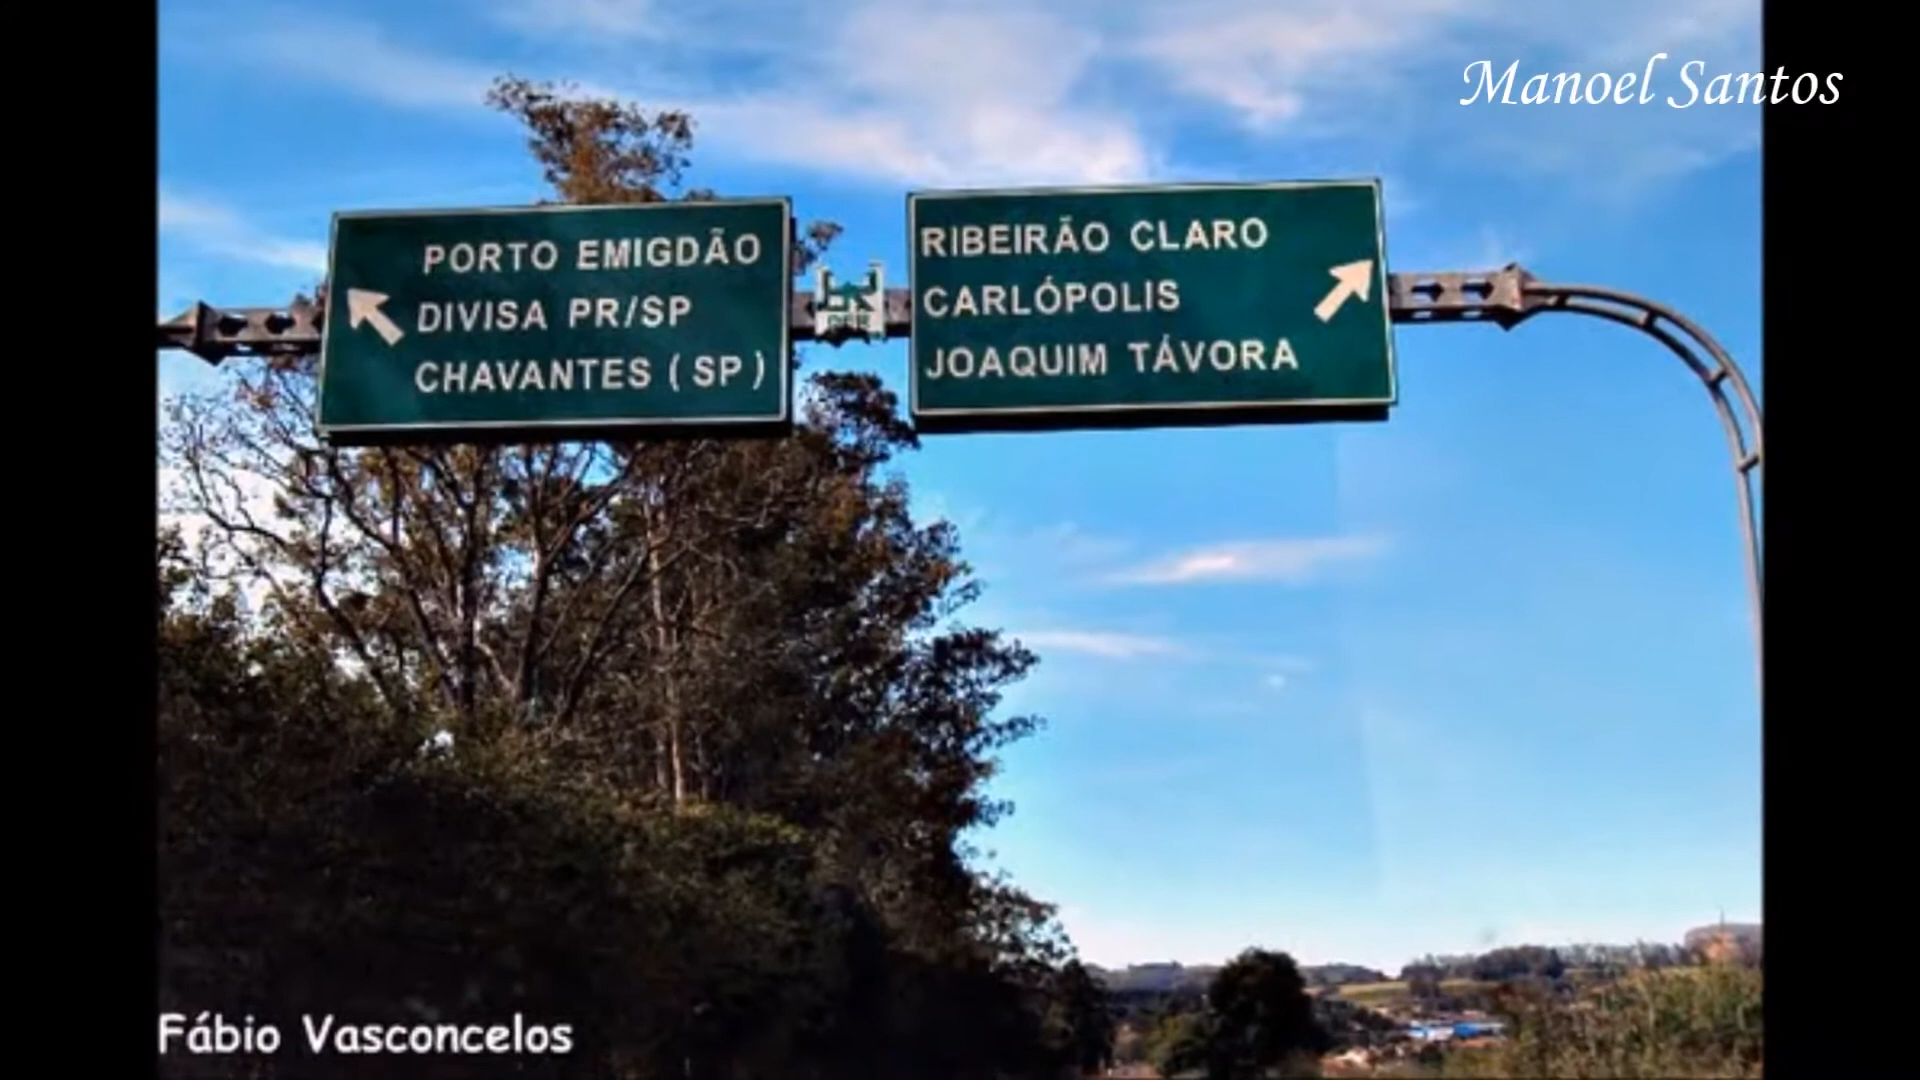 Manoel Santos
PORTO EMIGDÃO
DIVISA PR/SP
CHAVANTES ( SP )
RIBEIRÃO CLARO
CARLÓPOLIS
JOAQUIM TÁVORA
Fábio Vasconcelos